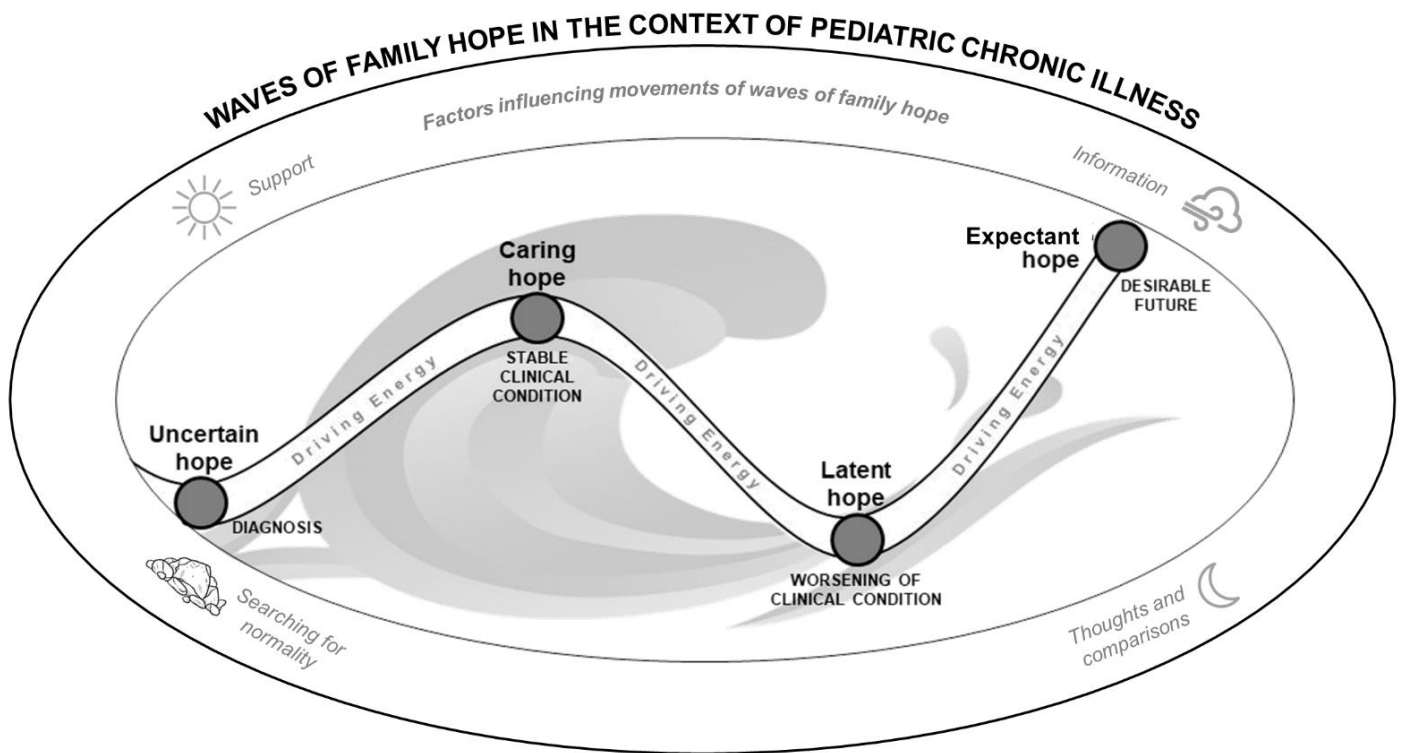 WAVES OF FAMILY HOPE IN THE CONTEXT OF PEDIATRIC CHRONIC ILLNESS
Factors influencing movements of waves of family hope
Support
Information
Caring
hope
STABLE
CLINICAL
CONDITION
Expectant
hope
DESIRABLE
FUTURE
Driving Energy
Driving Energy
Driving Energy
Uncertain
hope
DIAGNOSIS
Latent
hope
WORSENING OF
CLINICAL CONDITION
Searching for
normality
Thoughts and
comparisons